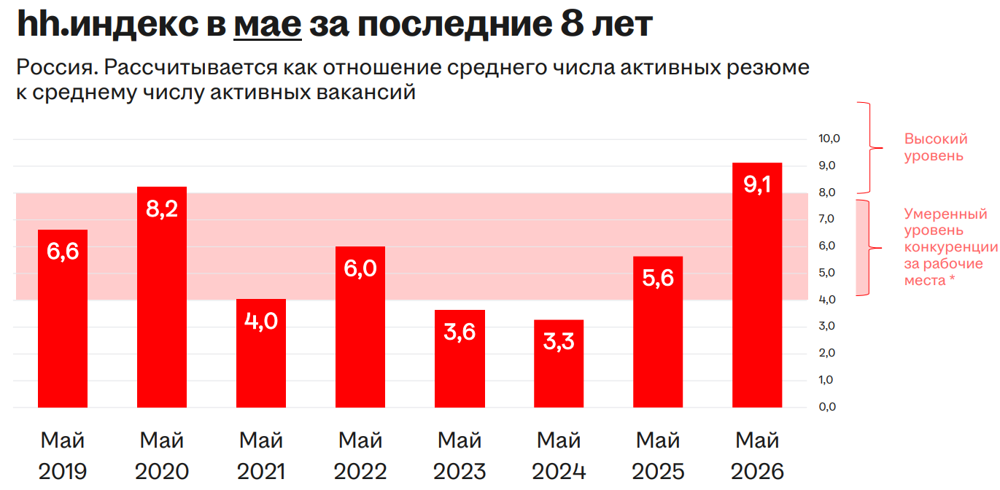 hh.индекс в мае за последние 8 лет
Россия. Рассчитывается как отношение среднего числа активных резюме
к среднему числу активных вакансий
10,0
9,0
8,0
7,0
6,0
5,0
4,0
3,0
2,0
1,0
0,0
Высокий
уровень
Умеренный
уровень
конкуренции
за рабочие
места *
6,6
8,2
4,0
6,0
3,6
3,3
5,6
9,1
Май
2019
Май
2020
Май
2021
Май
2022
Май
2023
Май
2024
Май
2025
Май
2026